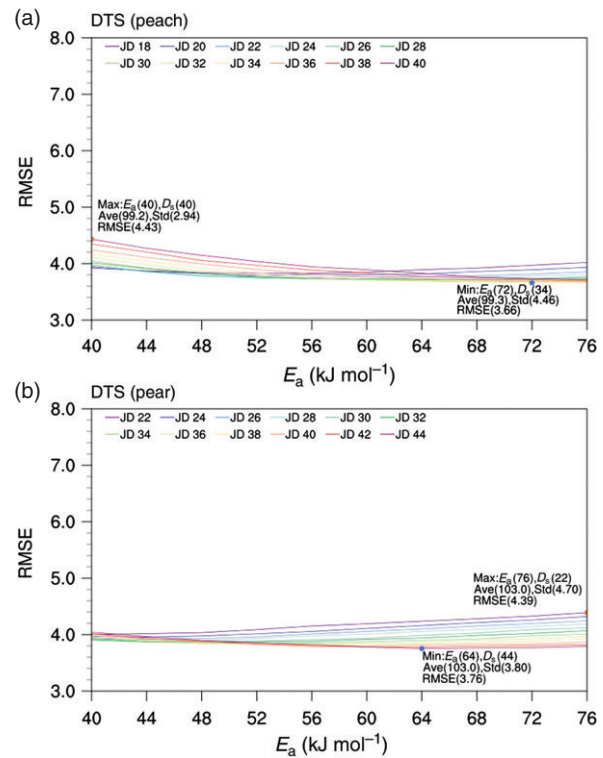 (a) DTS (peach)
8.0
JD 18 JD 20 JD 22 JD 24 JD 26 JD 28
JD 30 JD 32 JD 34 JD 36 JD 38 JD 40
7.0
6.0
RMSE
5.0
Max:Ea(40),Ds(40)
Ave(99.2),Std(2.94)
RMSE(4.43)
4.0
Min:Ea(72),Ds(34)
Ave(99.3),Std(4.46)
RMSE(3.66)
3.0
40 44 48 52 56 60 64 68 72 76
Ea (kJ mol−1)
(b) DTS (pear)
8.0
JD 22 JD 24 JD 26 JD 28 JD 30 JD 32
JD 34 JD 36 JD 38 JD 40 JD 42 JD 44
7.0
6.0
RMSE
5.0
Max:Ea(76),Ds(22)
Ave(103.0),Std(4.70)
RMSE(4.39)
4.0
Min:Ea(64),Ds(44)
Ave(103.0),Std(3.80)
RMSE(3.76)
3.0
40 44 48 52 56 60 64 68 72 76
Ea (kJ mol−1)